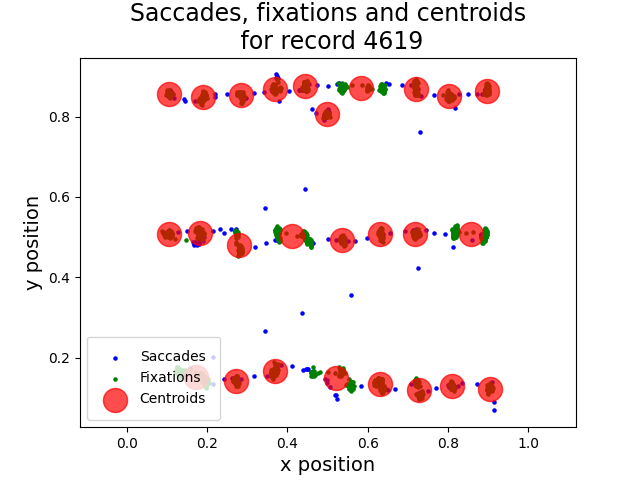 Saccades, fixations and centroids
for record 4619
y position
0.8
0.6
0.4
0.2
Saccades
Fixations
Centroids
0.0 0.2 0.4 0.6 0.8 1.0
x position